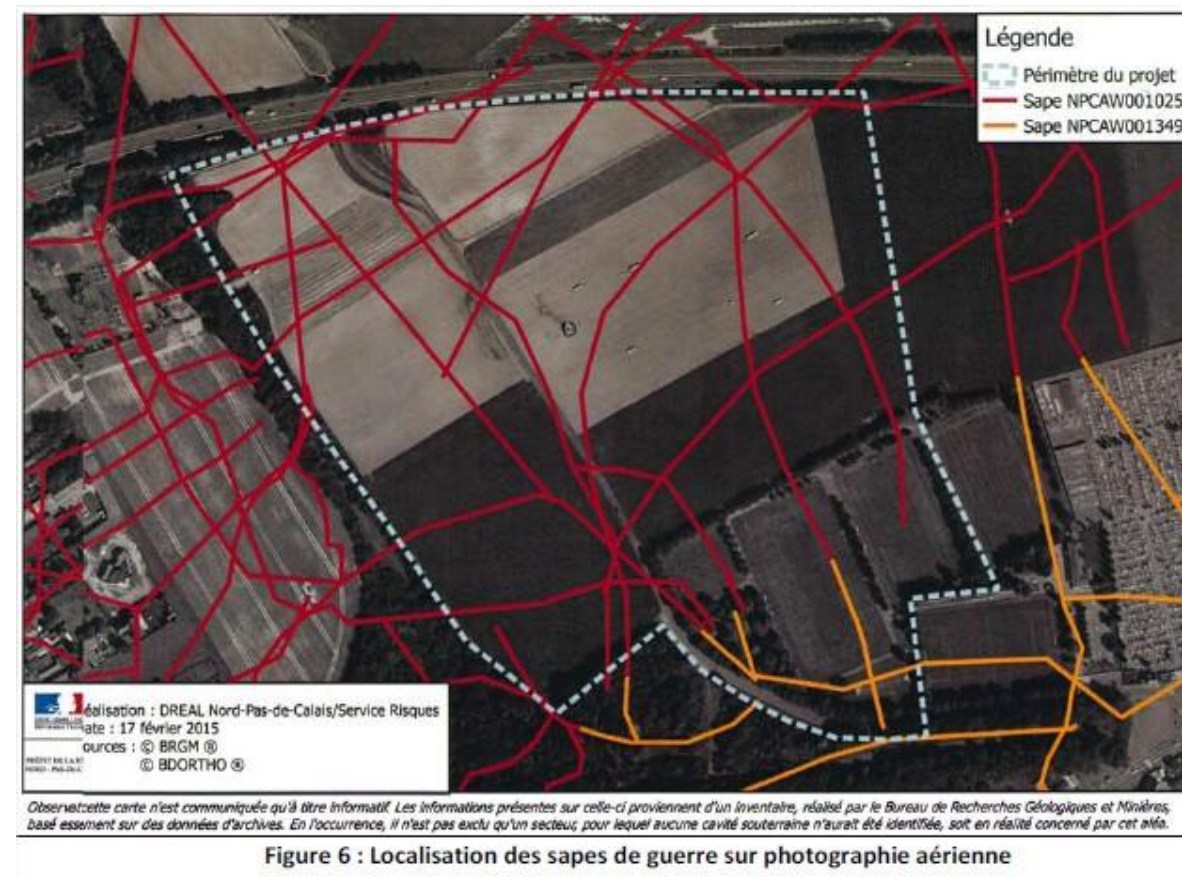 Légende
Périmètre du projet
Sape NPCAW001025
Sape NPCAW001349
éalisation : DREAL Nord-Pas-de-Calais/Service Risques
ate : 17 février 2015
ources : © BRGM ®
© BDORTHO ®
Observetcette carte n'est communiquée qu'à titre informatif. Les informations présentes sur celle-ci proviennent d'un inventaire, réalisé par le Bureau de Recherches Géologiques et Minières,
basé essement sur des données d'archives. En l'occurrence, il n'est pas exclu qu'un secteur, pour lequel aucune cavité souterraine n'aurait été identifiée, soit en réalité concerné par cet aléa.
Figure 6 : Localisation des sapes de guerre sur photographie aérienne